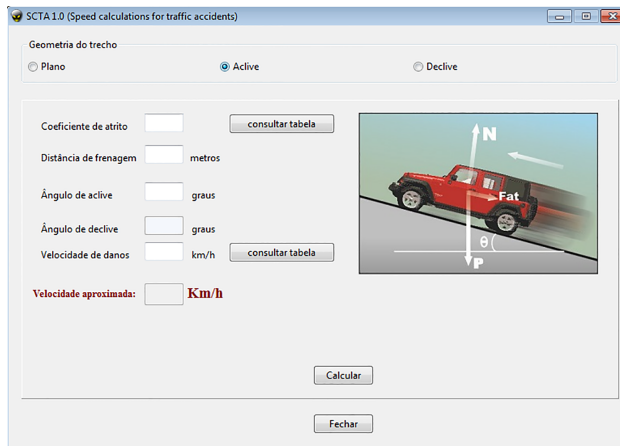 SCTA 1.0 (Speed calculations for traffic accidents)
Geometria do trecho
Plano Aclive Declive
Coeficiente de atrito consultar tabela
Distância de frenagem metros
Ângulo de aclive graus
Ângulo de declive graus
Velocidade de danos km/h consultar tabela
Velocidade aproximada: Km/h
N
Fat
θ
P
Calcular
Fechar